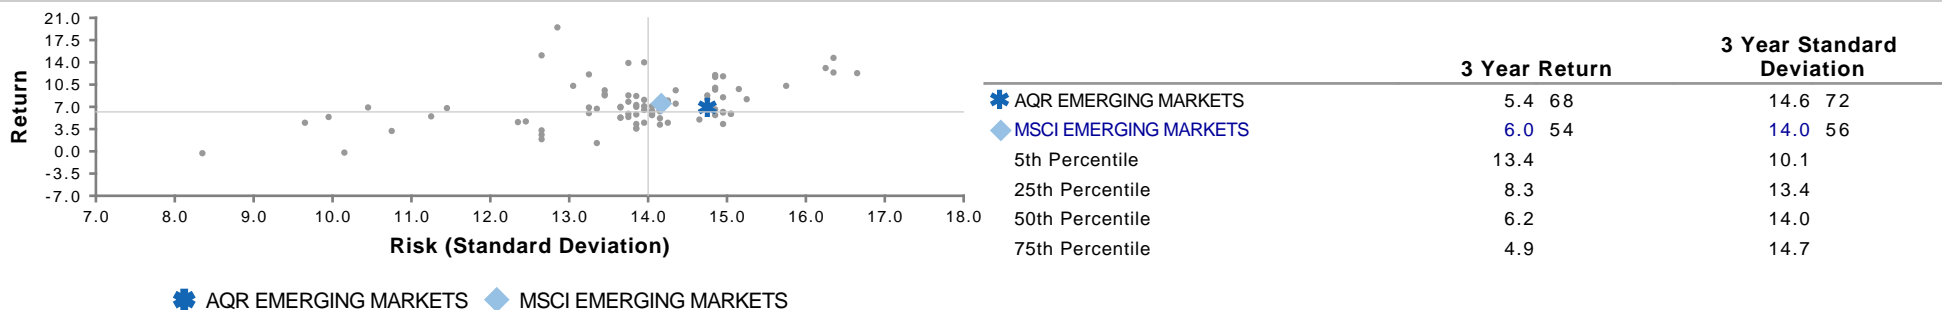 21.0
17.5
14.0
10.5
7.0
3.5
0.0
-3.5
-7.0
Return
7.0 8.0 9.0 10.0 11.0 12.0 13.0 14.0 15.0 16.0 17.0 18.0
Risk (Standard Deviation)
AQR EMERGING MARKETS MSCI EMERGING MARKETS
3 Year Return 3 Year Standard
Deviation
AQR EMERGING MARKETS 5.4 68 14.6 72
MSCI EMERGING MARKETS 6.0 54 14.0 56
5th Percentile 13.4 10.1
25th Percentile 8.3 13.4
50th Percentile 6.2 14.0
75th Percentile 4.9 14.7